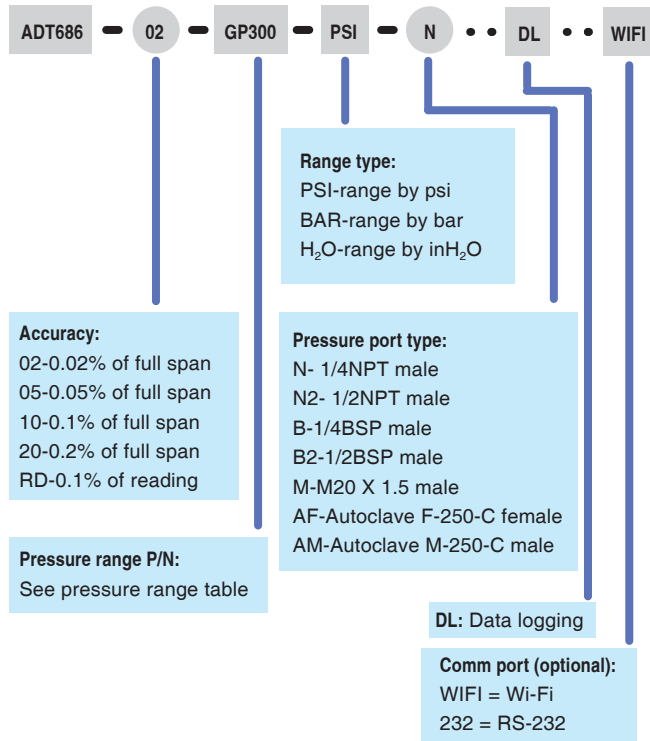 ADT686 – 02 – GP300 – PSI – N • • DL • • WIFI
Range type:
PSI-range by psi
BAR-range by bar
H₂O-range by inH₂O
Accuracy:
02-0.02% of full span
05-0.05% of full span
10-0.1% of full span
20-0.2% of full span
RD-0.1% of reading
Pressure port type:
N- 1/4NPT male
N2- 1/2NPT male
B-1/4BSP male
B2-1/2BSP male
M-M20 X 1.5 male
AF-Autoclave F-250-C female
AM-Autoclave M-250-C male
Pressure range P/N:
See pressure range table
DL: Data logging
Comm port (optional):
WIFI = Wi-Fi
232 = RS-232